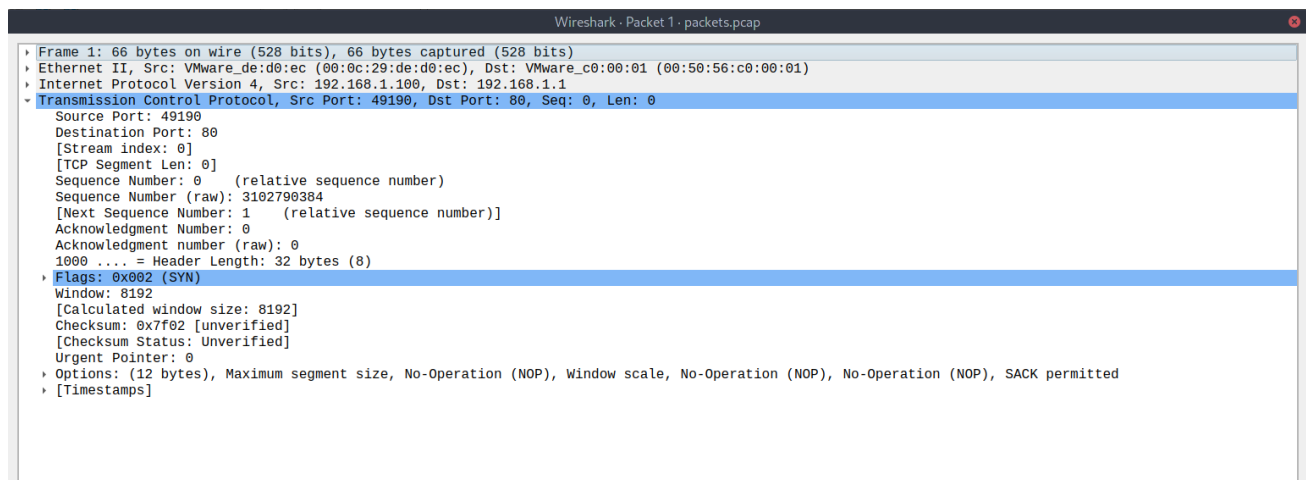 Wireshark · Packet 1 · packets.pcap
Frame 1: 66 bytes on wire (528 bits), 66 bytes captured (528 bits)
Ethernet II, Src: VMware_de:d0:ec (00:0c:29:de:d0:ec), Dst: VMware_c0:00:01 (00:50:56:c0:00:01)
Internet Protocol Version 4, Src: 192.168.1.100, Dst: 192.168.1.1
Transmission Control Protocol, Src Port: 49190, Dst Port: 80, Seq: 0, Len: 0
Source Port: 49190
Destination Port: 80
[Stream index: 0]
[TCP Segment Len: 0]
Sequence Number: 0    (relative sequence number)
Sequence Number (raw): 3102790384
[Next Sequence Number: 1    (relative sequence number)]
Acknowledgment Number: 0
Acknowledgment number (raw): 0
1000 .... = Header Length: 32 bytes (8)
Flags: 0x002 (SYN)
Window: 8192
[Calculated window size: 8192]
Checksum: 0x7f02 [unverified]
[Checksum Status: Unverified]
Urgent Pointer: 0
Options: (12 bytes), Maximum segment size, No-Operation (NOP), Window scale, No-Operation (NOP), No-Operation (NOP), SACK permitted
[Timestamps]